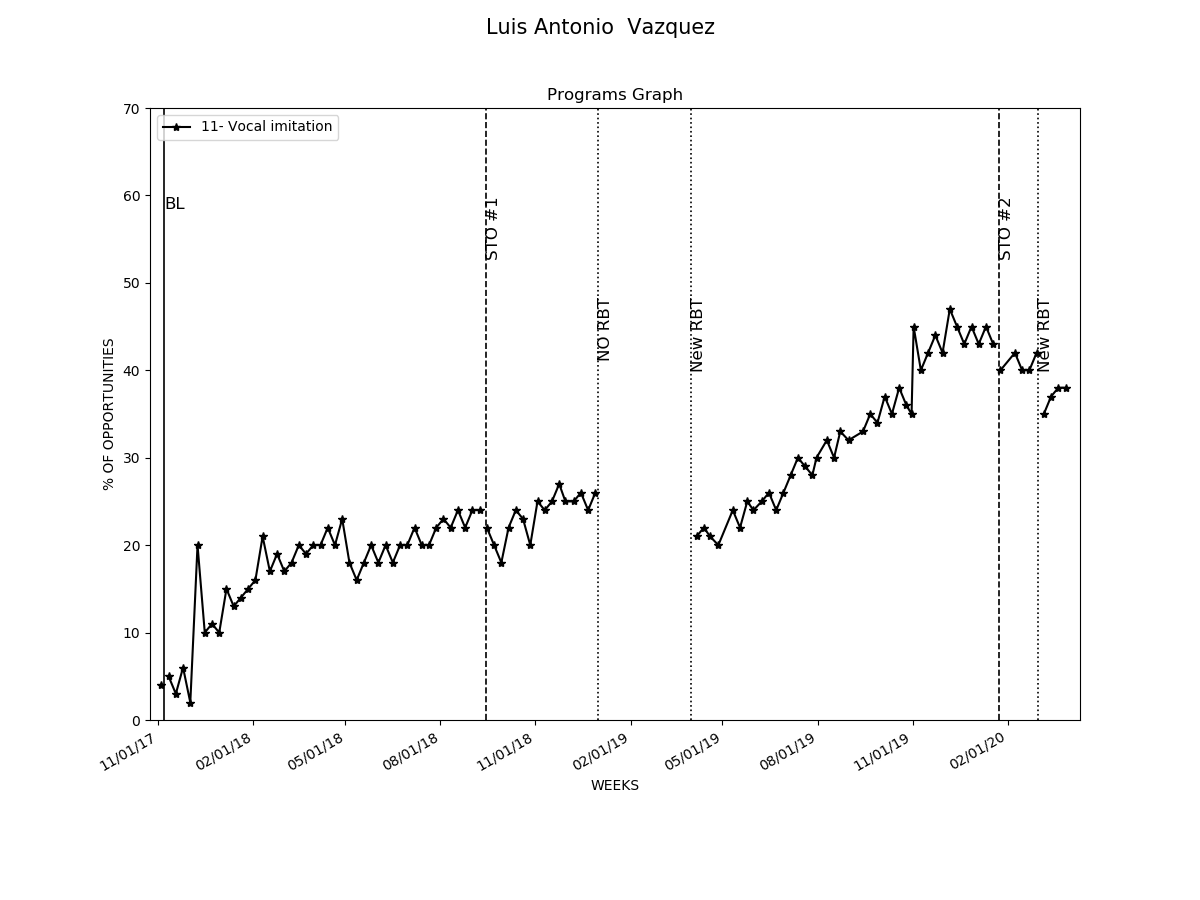 Luis Antonio  Vazquez
Programs Graph
11- Vocal imitation
BL
STO #1
NO RBT
New RBT
STO #2
New RBT
70
60
50
40
30
20
10
0
% OF OPPORTUNITIES
11/01/17
02/01/18
05/01/18
08/01/18
11/01/18
02/01/19
05/01/19
08/01/19
11/01/19
02/01/20
WEEKS